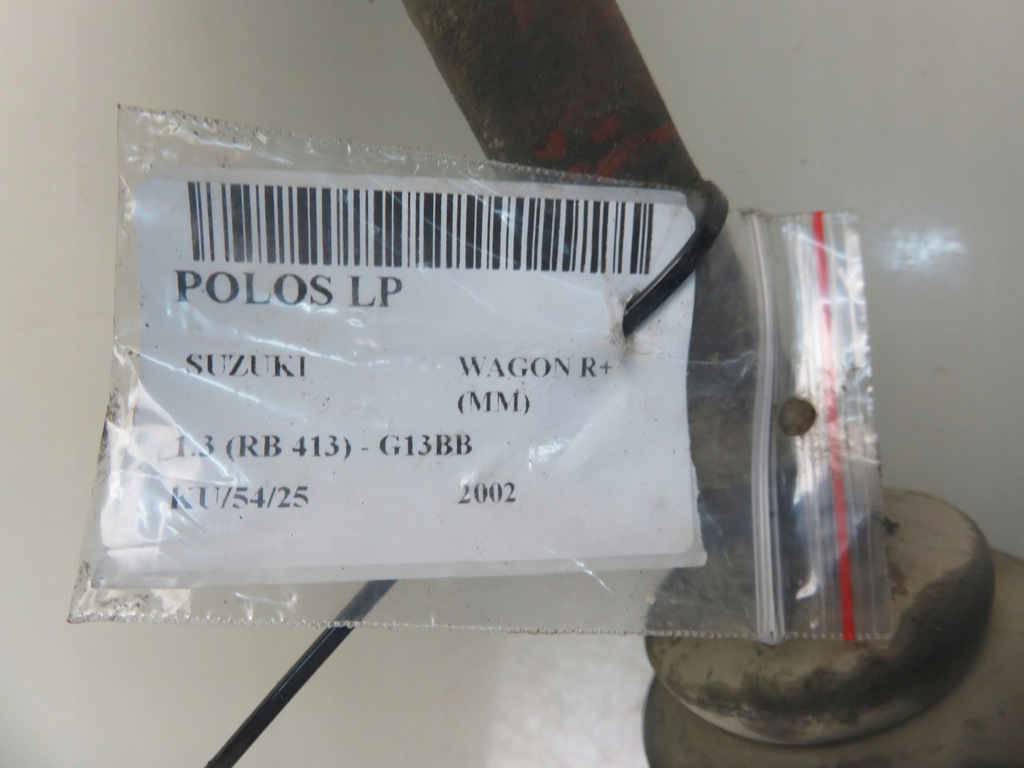 POLOS LP
SUZUKI WAGON R+
(MM)
1.3 (RB 413) - G13BB
KU/54/25 2002